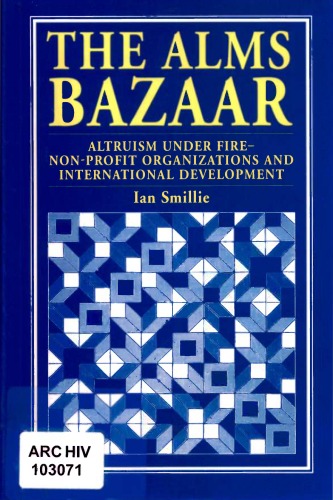 THE ALMS
BAZAAR
ALTRUISM UNDER FIRE–
NON-PROFIT ORGANIZATIONS AND
INTERNATIONAL DEVELOPMENT
Ian Smillie
ARC HIV
103071